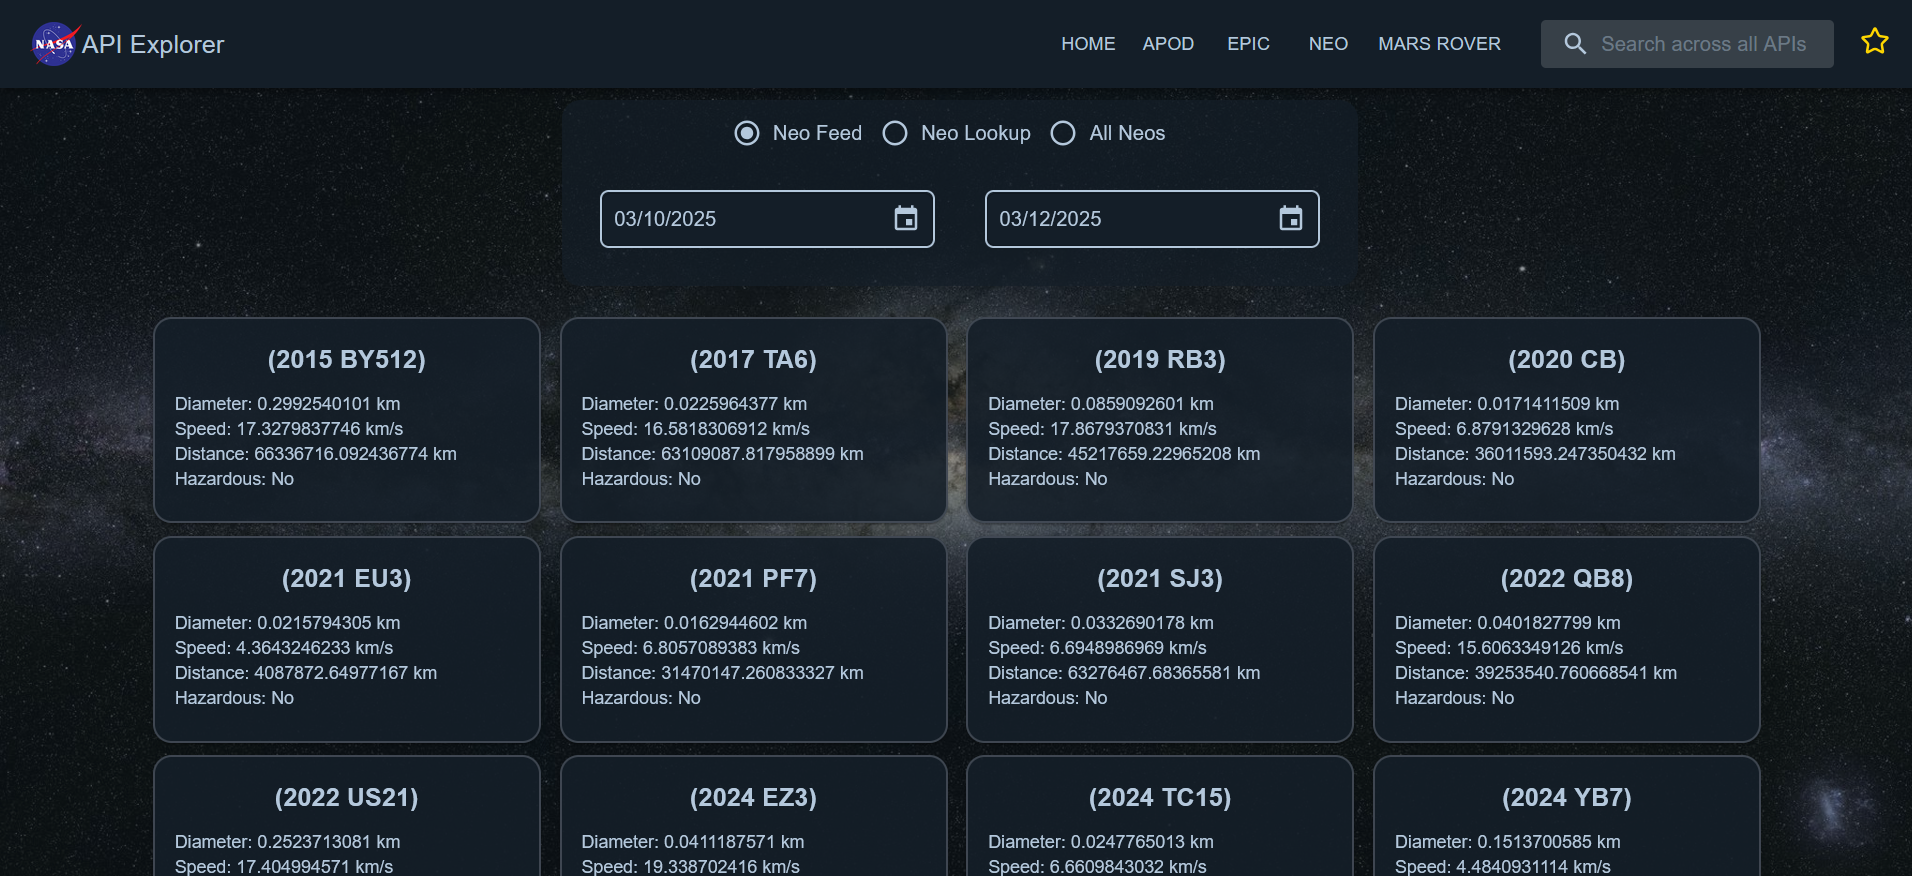 NASA API Explorer
HOME APOD EPIC NEO MARS ROVER Search across all APIs
Neo Feed Neo Lookup All Neos
03/10/2025 03/12/2025
(2015 BY512)
Diameter: 0.2992540101 km
Speed: 17.3279837746 km/s
Distance: 66336716.092436774 km
Hazardous: No
(2017 TA6)
Diameter: 0.0225964377 km
Speed: 16.5818306912 km/s
Distance: 63109087.817958899 km
Hazardous: No
(2019 RB3)
Diameter: 0.0859092601 km
Speed: 17.8679370831 km/s
Distance: 45217659.22965208 km
Hazardous: No
(2020 CB)
Diameter: 0.0171411509 km
Speed: 6.8791329628 km/s
Distance: 36011593.247350432 km
Hazardous: No
(2021 EU3)
Diameter: 0.0215794305 km
Speed: 4.3643246233 km/s
Distance: 4087872.64977167 km
Hazardous: No
(2021 PF7)
Diameter: 0.0162944602 km
Speed: 6.8057089383 km/s
Distance: 31470147.260833327 km
Hazardous: No
(2021 SJ3)
Diameter: 0.0332690178 km
Speed: 6.6948986969 km/s
Distance: 63276467.68365581 km
Hazardous: No
(2022 QB8)
Diameter: 0.0401827799 km
Speed: 15.6063349126 km/s
Distance: 39253540.760668541 km
Hazardous: No
(2022 US21)
Diameter: 0.2523713081 km
Speed: 17.404994571 km/s
(2024 EZ3)
Diameter: 0.0411187571 km
Speed: 19.338702416 km/s
(2024 TC15)
Diameter: 0.0247765013 km
Speed: 6.6609843032 km/s
(2024 YB7)
Diameter: 0.1513700585 km
Speed: 4.4840931114 km/s